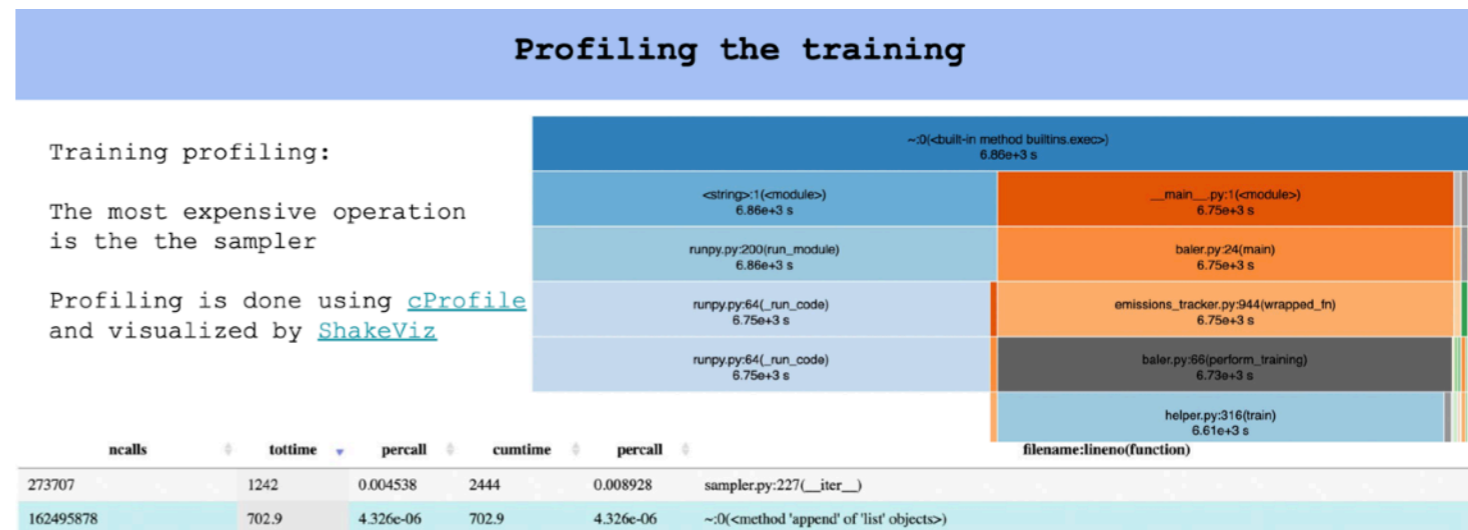 Profiling the training
Training profiling:
The most expensive operation
is the the sampler
Profiling is done using cProfile
and visualized by ShakeViz
~:0(<built-in method builtins.exec>)
6.86e+3 s
<string>:1(<module>)
6.86e+3 s
__main__.py:1(<module>)
6.75e+3 s
runpy.py:200(run_module)
6.86e+3 s
baler.py:24(main)
6.75e+3 s
runpy.py:64(_run_code)
6.75e+3 s
emissions_tracker.py:944(wrapped_fn)
6.75e+3 s
runpy.py:64(_run_code)
6.75e+3 s
baler.py:66(perform_training)
6.73e+3 s
helper.py:316(train)
6.61e+3 s
ncalls tottime percall cumtime percall filename:lineno(function)
273707 1242 0.004538 2444 0.008928 sampler.py:227(__iter__)
162495878 702.9 4.326e-06 702.9 4.326e-06 ~:0(<method 'append' of 'list' objects>)